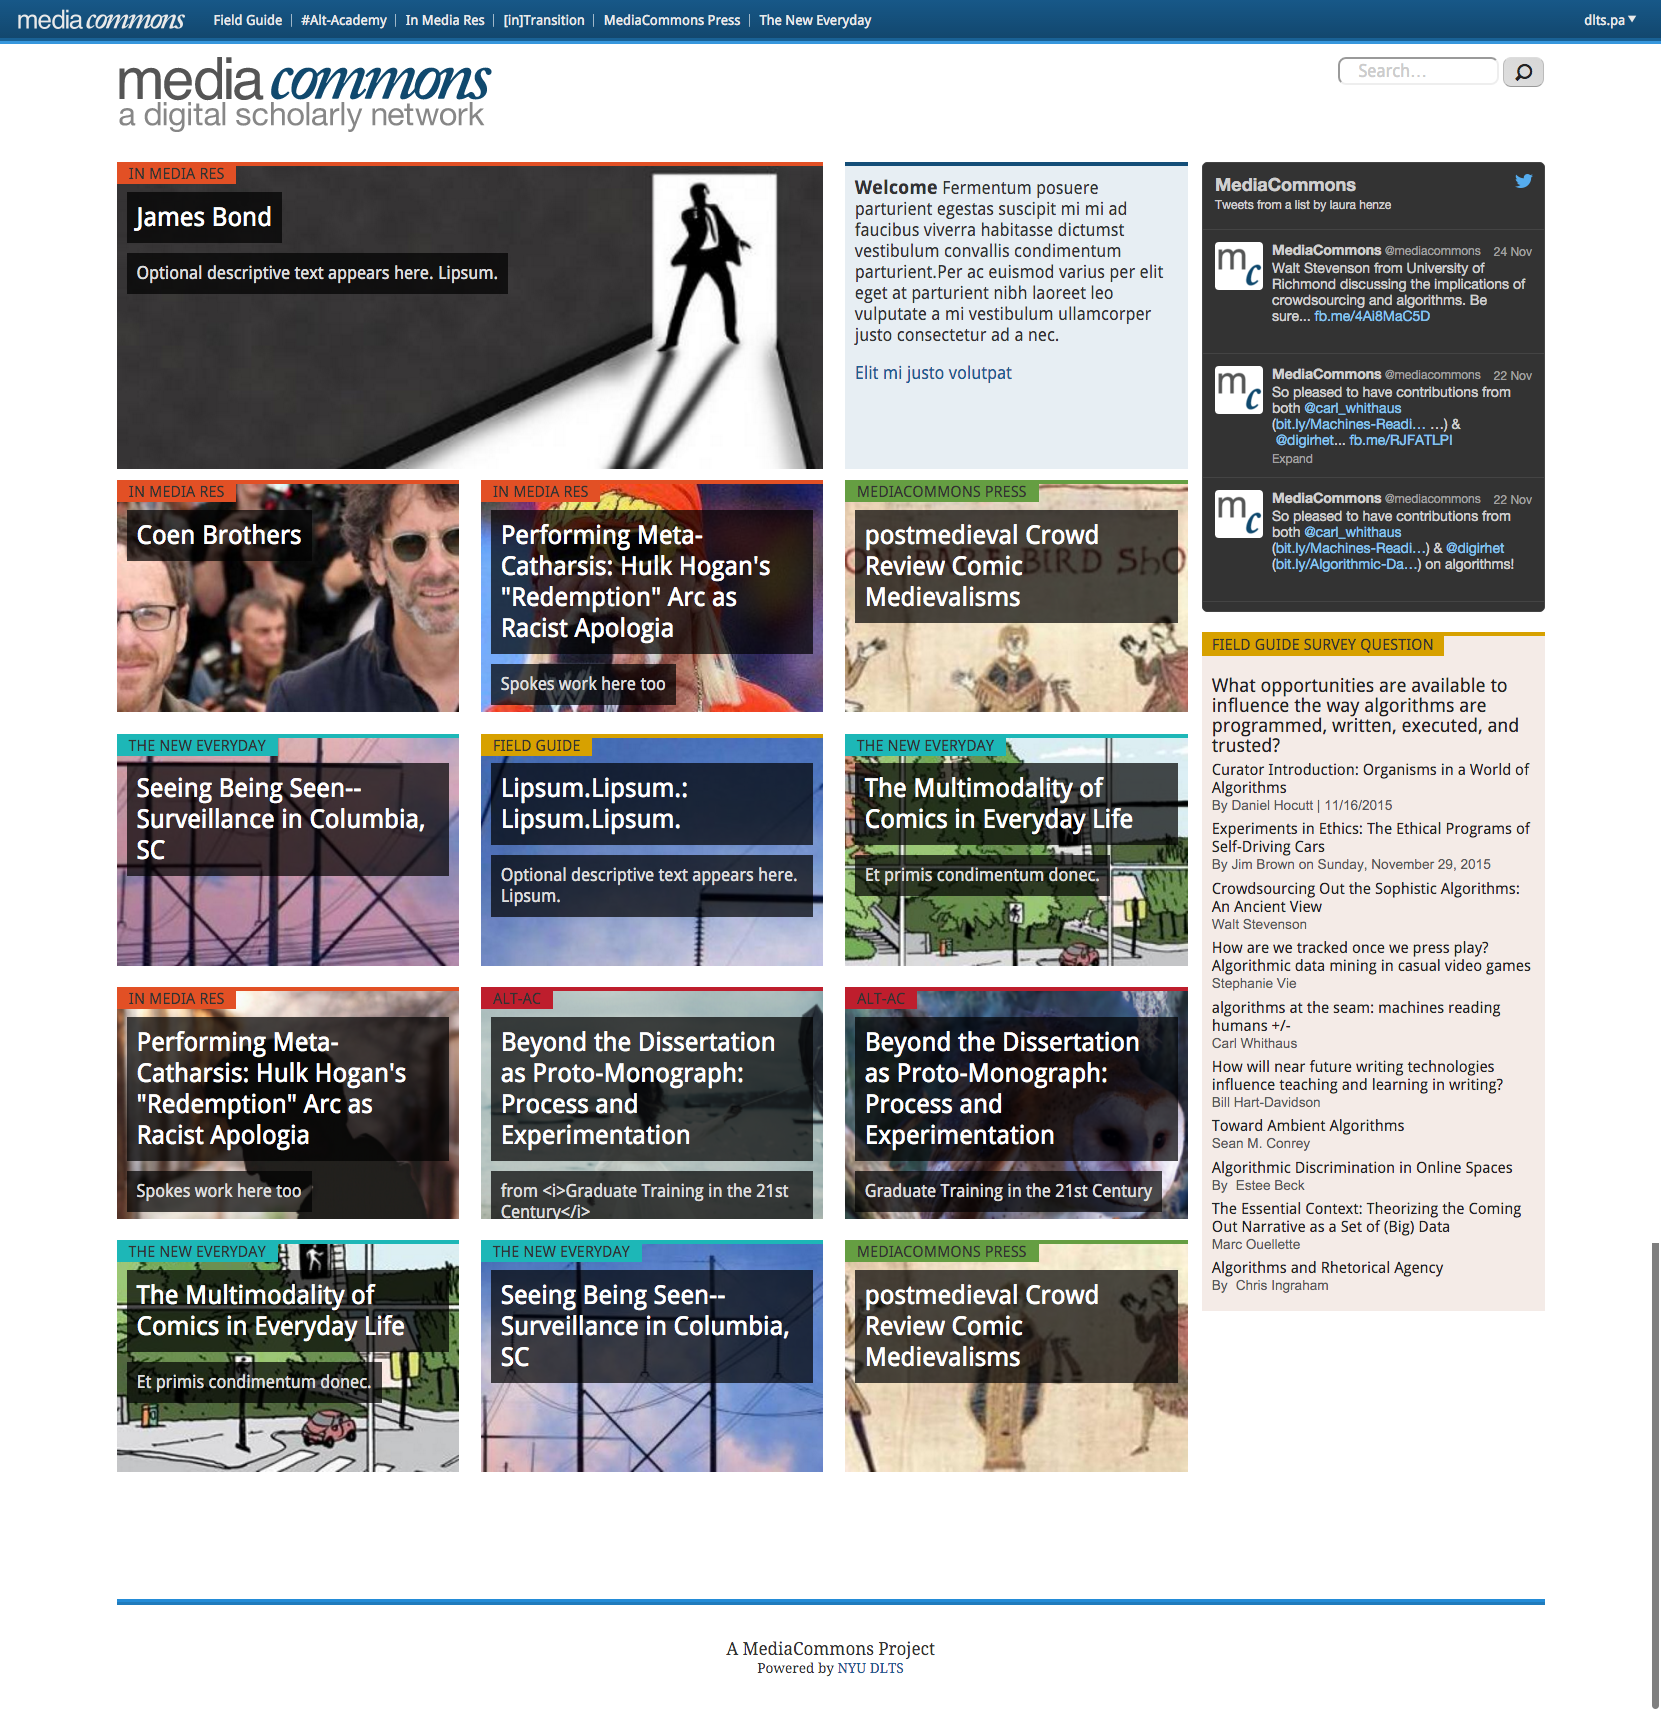 media commons
Field Guide | #Alt-Academy | In Media Res | [in]Transition | MediaCommons Press | The New Everyday
dlts.pa
media commons
a digital scholarly network
Search...
IN MEDIA RES
James Bond
Optional descriptive text appears here. Lipsum.
Welcome Fermentum posuere
parturient egestas suscipit mi mi ad
faucibus viverra habitasse dictumst
vestibulum convallis condimentum
parturient.Per ac euismod varius per elit
eget at parturient nibh laoreet leo
vulputate a mi vestibulum ullamcorper
justo consectetur ad a nec.
Elit mi justo volutpat
MediaCommons
Tweets from a list by laura henze
mc
MediaCommons @mediacommons 24 Nov
Walt Stevenson from University of
Richmond discussing the implications of
crowdsourcing and algorithms. Be
sure... fb.me/4Ai8MaC5D
mc
MediaCommons @mediacommons 22 Nov
So pleased to have contributions from
both @carl_whithaus
(bit.ly/Machines-Readi… …) &
@digirhet... fb.me/RJFATLPI
Expand
mc
MediaCommons @mediacommons 22 Nov
So pleased to have contributions from
both @carl_whithaus
(bit.ly/Machines-Readi…) & @digirhet
(bit.ly/Algorithmic-Da…) on algorithms!
IN MEDIA RES
Coen Brothers
IN MEDIA RES
Performing Meta-
Catharsis: Hulk Hogan's
"Redemption" Arc as
Racist Apologia
Spokes work here too
MEDIACOMMONS PRESS
postmedieval Crowd
Review Comic
Medievalisms
BIRD SHO
THE NEW EVERYDAY
Seeing Being Seen--
Surveillance in Columbia,
SC
FIELD GUIDE
Lipsum.Lipsum.:
Lipsum.Lipsum.
Optional descriptive text appears here.
Lipsum.
THE NEW EVERYDAY
The Multimodality of
Comics in Everyday Life
Et primis condimentum donec.
IN MEDIA RES
Performing Meta-
Catharsis: Hulk Hogan's
"Redemption" Arc as
Racist Apologia
Spokes work here too
ALT-AC
Beyond the Dissertation
as Proto-Monograph:
Process and
Experimentation
from <i>Graduate Training in the 21st
Century</i>
ALT-AC
Beyond the Dissertation
as Proto-Monograph:
Process and
Experimentation
Graduate Training in the 21st Century
THE NEW EVERYDAY
The Multimodality of
Comics in Everyday Life
Et primis condimentum donec.
THE NEW EVERYDAY
Seeing Being Seen--
Surveillance in Columbia,
SC
MEDIACOMMONS PRESS
postmedieval Crowd
Review Comic
Medievalisms
FIELD GUIDE SURVEY QUESTION
What opportunities are available to
influence the way algorithms are
programmed, written, executed, and
trusted?
Curator Introduction: Organisms in a World of
Algorithms
By Daniel Hocutt | 11/16/2015
Experiments in Ethics: The Ethical Programs of
Self-Driving Cars
By Jim Brown on Sunday, November 29, 2015
Crowdsourcing Out the Sophistic Algorithms:
An Ancient View
Walt Stevenson
How are we tracked once we press play?
Algorithmic data mining in casual video games
Stephanie Vie
algorithms at the seam: machines reading
humans +/-
Carl Whithaus
How will near future writing technologies
influence teaching and learning in writing?
Bill Hart-Davidson
Toward Ambient Algorithms
Sean M. Conrey
Algorithmic Discrimination in Online Spaces
By Estee Beck
The Essential Context: Theorizing the Coming
Out Narrative as a Set of (Big) Data
Marc Ouellette
Algorithms and Rhetorical Agency
By Chris Ingraham
A MediaCommons Project
Powered by NYU DLTS